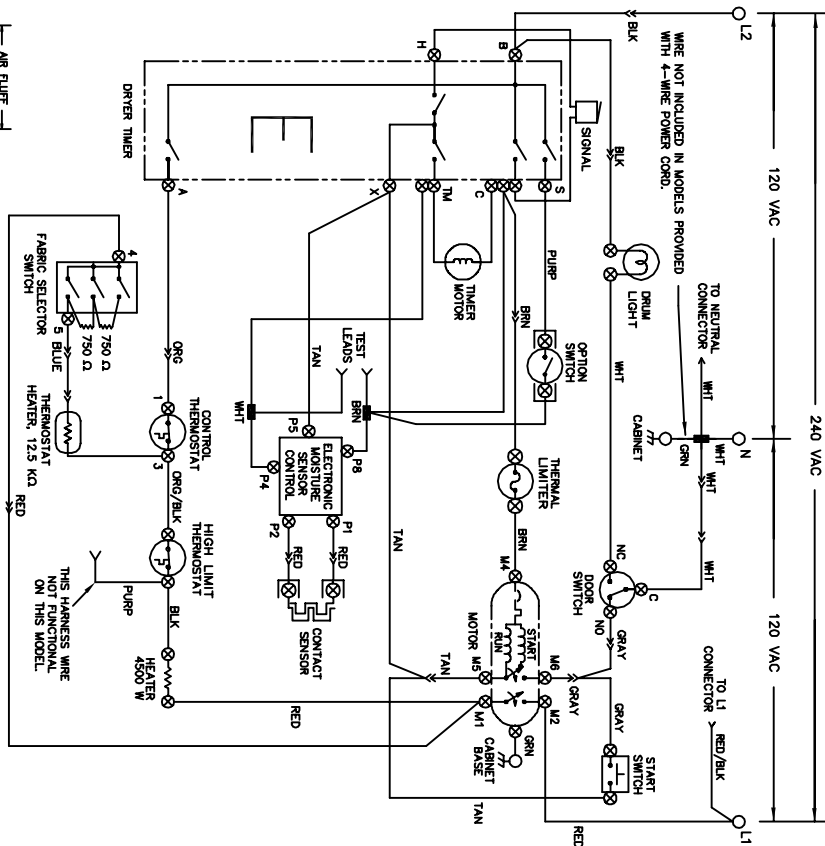 L2
BLK
H
B
WIRE NOT INCLUDED IN MODELS PROVIDED
WITH 4-WIRE POWER CORD.
120 VAC
AIR FLUFF
DRYER TIMER
SIGNAL
BLK
A
X
TM
C
S
4
FABRIC SELECTOR
SWITCH
PURP
TIMER
MOTOR
DRUM
LIGHT
TO NEUTRAL
CONNECTOR
BRN
5
750 Ω
750 Ω
BLUE
ORG
TAN
TEST
LEADS
OPTION
SWITCH
WHT
WHT
240 VAC
THERMOSTAT
HEATER, 12.5 KΩ
1
CONTROL
THERMOSTAT
3
WHT
BRN
P5
P8
P4
ELECTRONIC
MOISTURE
SENSOR
CONTROL
CABINET
GRN
WHT
N
WHT
THERMAL
LIMITER
RED
ORG/BLK
HIGH LIMIT
THERMOSTAT
P2
P1
RED
RED
TAN
BRN
M4
NC
DOOR
SWITCH
C
NO
WHT
THIS HARNESS WIRE
NOT FUNCTIONAL
ON THIS MODEL.
PURP
BLK
CONTACT
SENSOR
START
RUN
MOTOR
M5
M6
TAN
GRAY
GRAY
120 VAC
HEATER
4500 W
RED
M1
M2
GRN
CABINET
BASE
GRAY
START
SWITCH
TO L1
CONNECTOR
RED/BLK
TAN
RED
L1